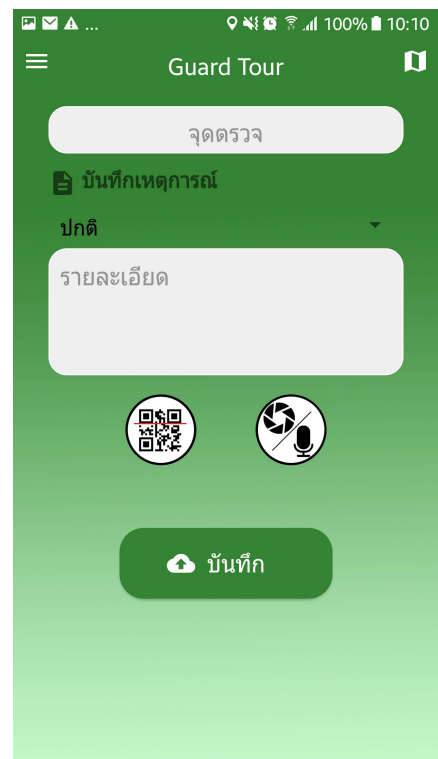 ... 100% 10:10
Guard Tour
จุดตรวจ
บันทึกเหตุการณ์
ปกติ
รายละเอียด
บันทึก